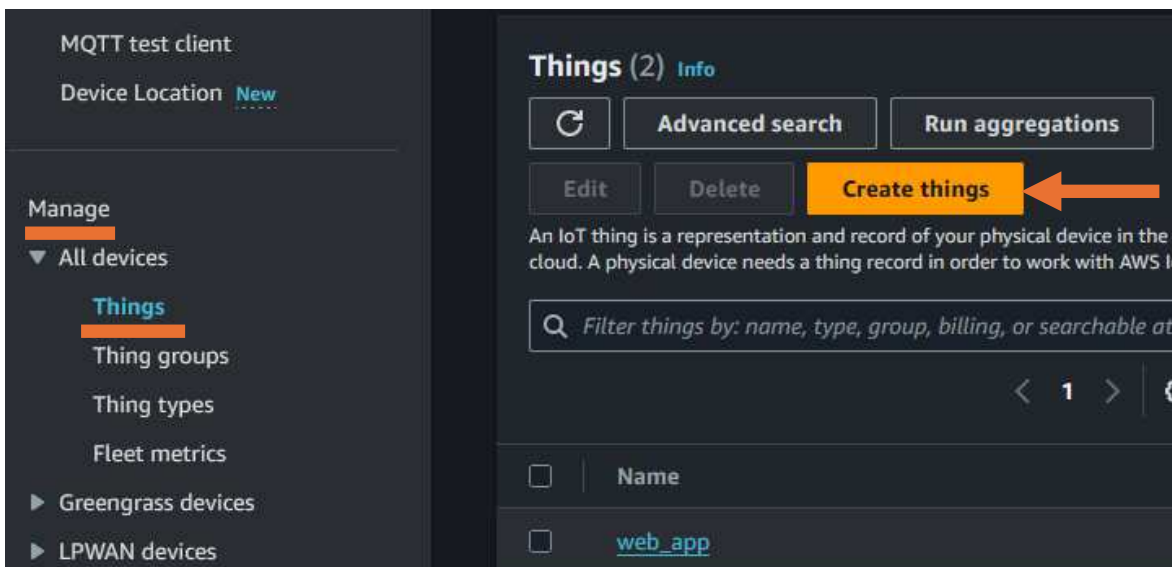 MQTT test client
Device Location New
Manage
All devices
Things
Thing groups
Thing types
Fleet metrics
Greengrass devices
LPWAN devices
Things (2) Info
Advanced search
Run aggregations
Edit
Delete
Create things
An IoT thing is a representation and record of your physical device in the
cloud. A physical device needs a thing record in order to work with AWS
Filter things by: name, type, group, billing, or searchable
1
Name
web_app